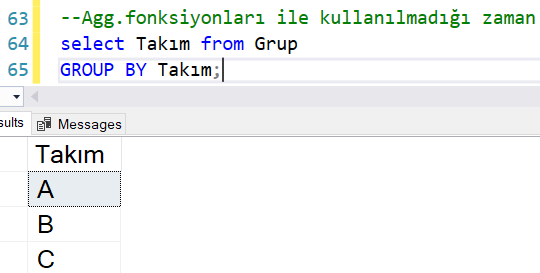 63 --Agg.fonksiyonları ile kullanılmadığı zaman
64 select Takım from Grup
65 GROUP BY Takım;
sults Messages
Takım
A
B
C